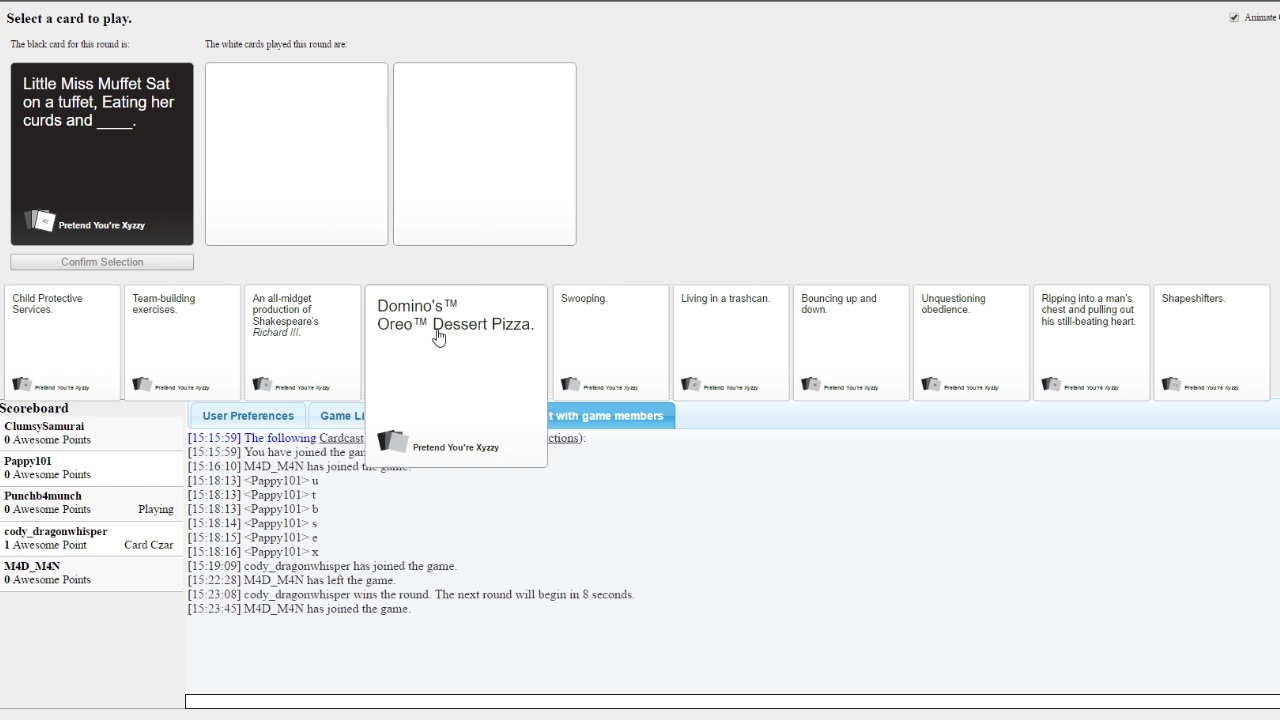 Select a card to play.
Animate
The black card for this round is:
The white cards played this round are:
Little Miss Muffet Sat
on a tuffet, Eating her
curds and ____.
Pretend You're Xyzzy
Confirm Selection
Child Protective
Services.
Pretend You're Xyzzy
Team-building
exercises.
Pretend You're Xyzzy
An all-midget
production of
Shakespeare's
Richard III.
Pretend You're Xyzzy
Domino's™
Oreo™ Dessert Pizza.
Pretend You're Xyzzy
Swooping.
Pretend You're Xyzzy
Living in a trashcan.
Pretend You're Xyzzy
Bouncing up and
down.
Pretend You're Xyzzy
Unquestioning
obedience.
Pretend You're Xyzzy
Ripping into a man's
chest and pulling out
his still-beating heart.
Pretend You're Xyzzy
Shapeshifters.
Pretend You're Xyzzy
Scoreboard
ClumsySamurai
0 Awesome Points
Pappy101
0 Awesome Points
Punchb4munch
0 Awesome Points Playing
cody_dragonwhisper
1 Awesome Point Card Czar
M4D_M4N
0 Awesome Points
User Preferences
Game Li
t with game members
[15:15:59] The following Cardcast ctions):
[15:15:59] You have joined the gam
[15:16:10] M4D_M4N has joined the game.
[15:18:13] <Pappy101> u
[15:18:13] <Pappy101> t
[15:18:13] <Pappy101> b
[15:18:14] <Pappy101> s
[15:18:15] <Pappy101> e
[15:18:16] <Pappy101> x
[15:19:09] cody_dragonwhisper has joined the game.
[15:22:28] M4D_M4N has left the game.
[15:23:08] cody_dragonwhisper wins the round. The next round will begin in 8 seconds.
[15:23:45] M4D_M4N has joined the game.